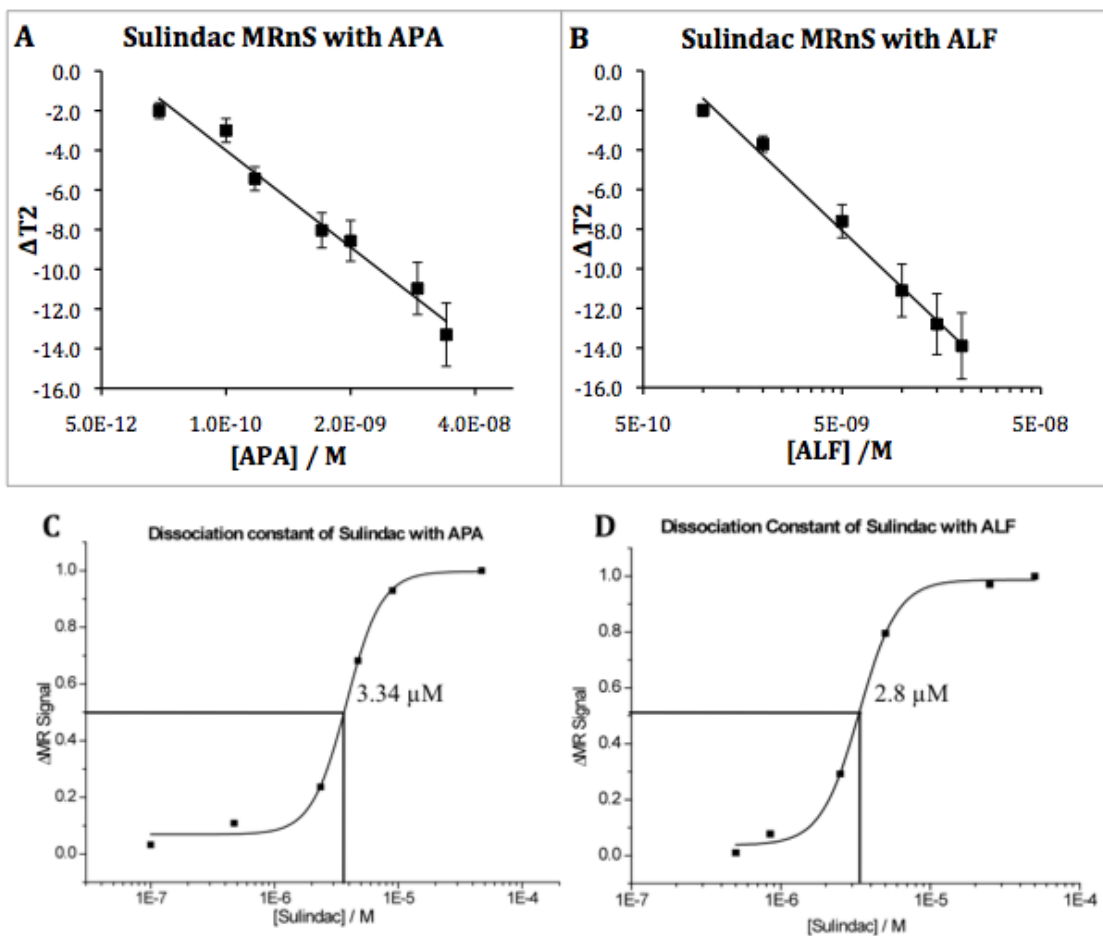 A
Sulindac MRnS with APA
0.0
-2.0
-4.0
-6.0
-8.0
-10.0
-12.0
-14.0
-16.0
ΔT2
5.0E-12
1.0E-10
2.0E-09
4.0E-08
[APA] / M
B
Sulindac MRnS with ALF
0.0
-2.0
-4.0
-6.0
-8.0
-10.0
-12.0
-14.0
-16.0
ΔT2
5E-10
5E-09
5E-08
[ALF] /M
C
Dissociation constant of Sulindac with APA
1.0
0.8
0.6
0.4
0.2
0.0
ΔMR Signal
3.34 µM
1E-7
1E-6
1E-5
1E-4
[Sulindac] / M
D
Dissociation Constant of Sulindac with ALF
1.0
0.8
0.6
0.4
0.2
0.0
ΔMR Signal
2.8 µM
1E-7
1E-6
1E-5
1E-4
[Sulindac] / M